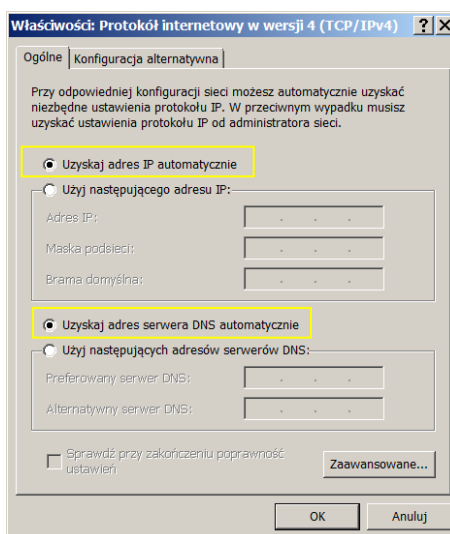 Właściwości: Protokół internetowy w wersji 4 (TCP/IPv4)
Ogólne
Konfiguracja alternatywna
Przy odpowiedniej konfiguracji sieci możesz automatycznie uzyskać
niezbędne ustawienia protokołu IP. W przeciwnym wypadku musisz
uzyskać ustawienia protokołu IP od administratora sieci.
Uzyskaj adres IP automatycznie
Użyj następującego adresu IP:
Adres IP:
Maska podsieci:
Brama domyślna:
Uzyskaj adres serwera DNS automatycznie
Użyj następujących adresów serwerów DNS:
Preferowany serwer DNS:
Alternatywny serwer DNS:
Sprawdź przy zakończeniu poprawność
ustawień
Zaawansowane...
OK
Anuluj